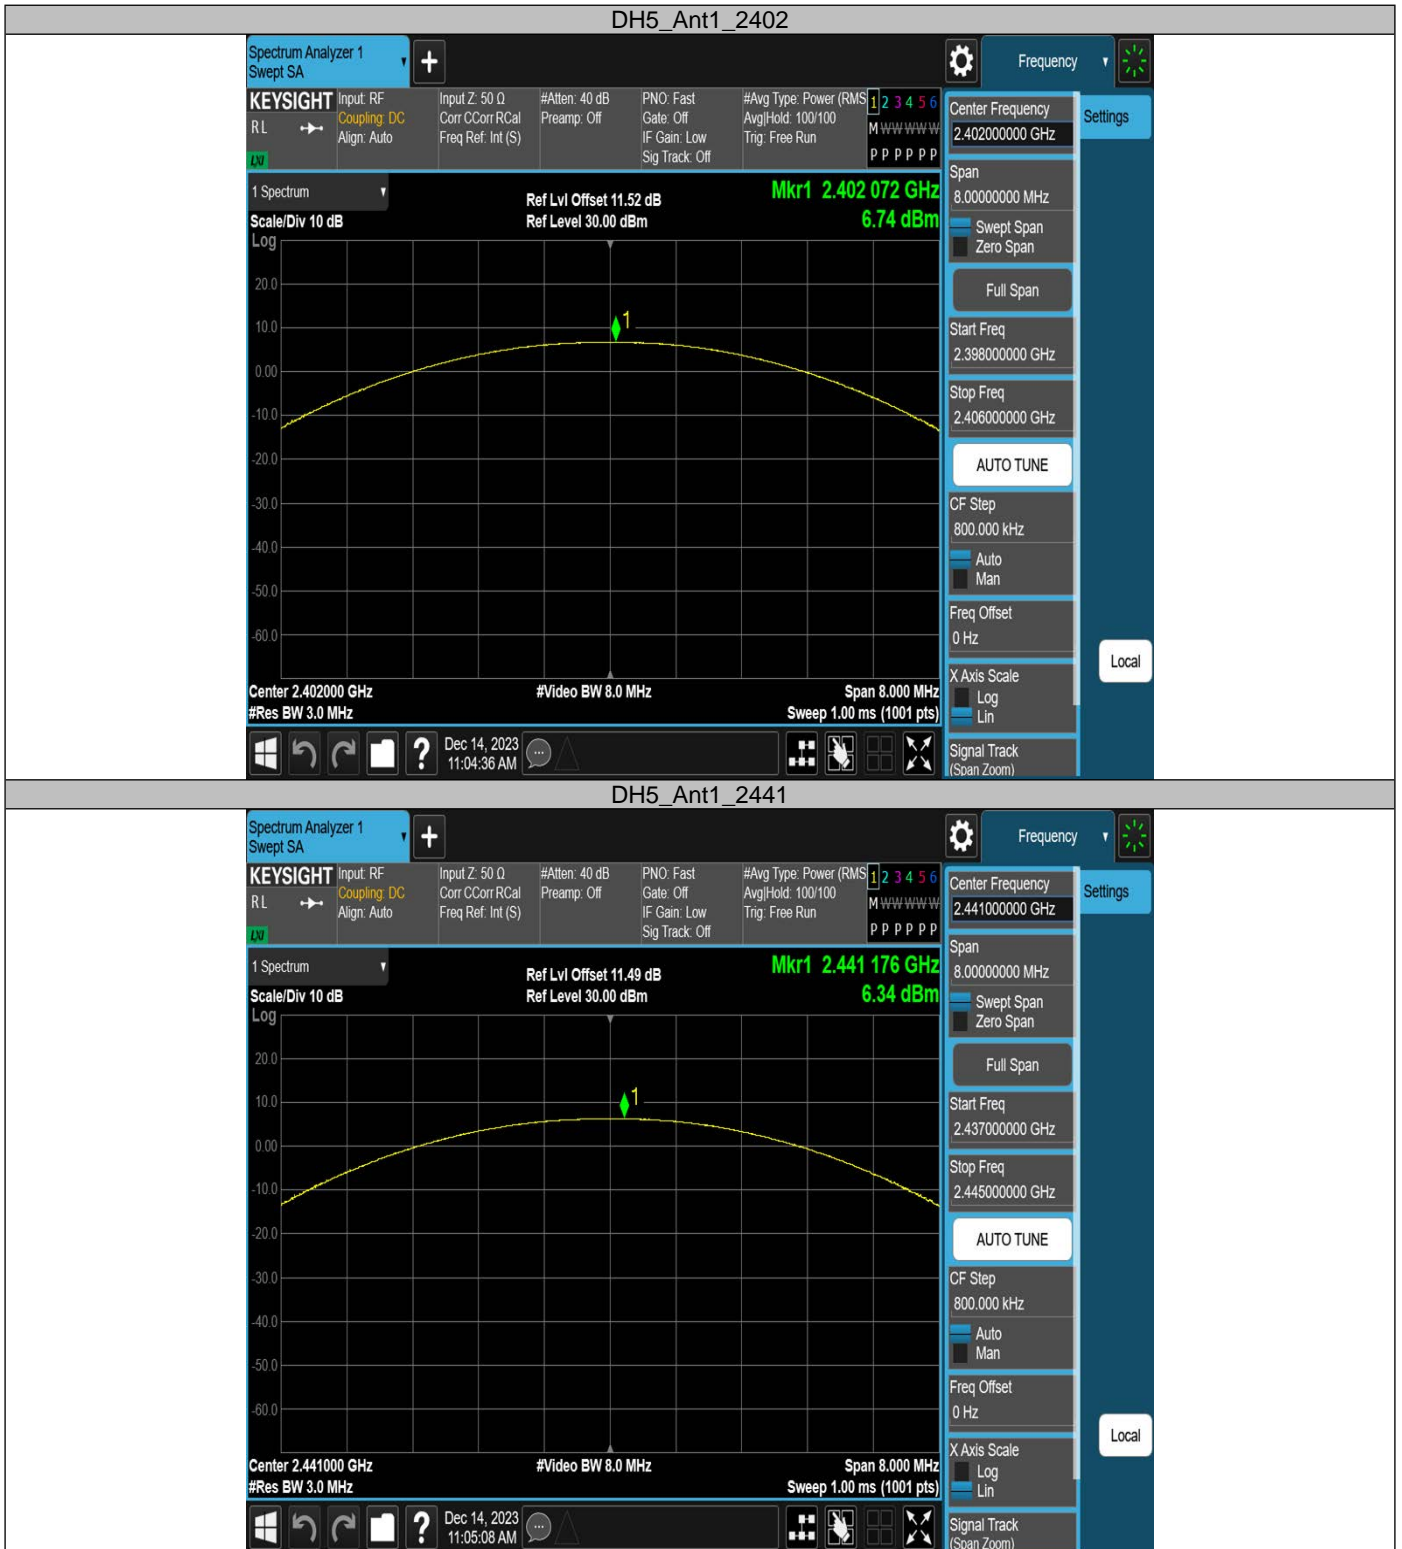 DH5_Ant1_2402
Spectrum Analyzer 1
Swept SA
+
Frequency
KEYSIGHT
RL
LXI
Input: RF
Coupling: DC
Align: Auto
Input Z: 50 Ω
Corr CCorr RCal
Freq Ref: Int (S)
#Atten: 40 dB
Preamp: Off
PNO: Fast
Gate: Off
IF Gain: Low
Sig Track: Off
#Avg Type: Power (RMS
Avg|Hold: 100/100
Trig: Free Run
1 2 3 4 5 6
M W W W W W
P P P P P P
Center Frequency
2.402000000 GHz
Settings
1 Spectrum
Scale/Div 10 dB
Ref Lvl Offset 11.52 dB
Ref Level 30.00 dBm
Mkr1 2.402 072 GHz
6.74 dBm
Log
20.0
10.0
0.00
-10.0
-20.0
-30.0
-40.0
-50.0
-60.0
1
Span
8.00000000 MHz
Swept Span
Zero Span
Full Span
Start Freq
2.398000000 GHz
Stop Freq
2.406000000 GHz
AUTO TUNE
CF Step
800.000 kHz
Auto
Man
Freq Offset
0 Hz
X Axis Scale
Log
Lin
Signal Track
(Span Zoom)
Local
Center 2.402000 GHz
#Res BW 3.0 MHz
#Video BW 8.0 MHz
Span 8.000 MHz
Sweep 1.00 ms (1001 pts)
?
Dec 14, 2023
11:04:36 AM
DH5_Ant1_2441
Spectrum Analyzer 1
Swept SA
+
Frequency
KEYSIGHT
RL
LXI
Input: RF
Coupling: DC
Align: Auto
Input Z: 50 Ω
Corr CCorr RCal
Freq Ref: Int (S)
#Atten: 40 dB
Preamp: Off
PNO: Fast
Gate: Off
IF Gain: Low
Sig Track: Off
#Avg Type: Power (RMS
Avg|Hold: 100/100
Trig: Free Run
1 2 3 4 5 6
M W W W W W
P P P P P P
Center Frequency
2.441000000 GHz
Settings
1 Spectrum
Scale/Div 10 dB
Ref Lvl Offset 11.49 dB
Ref Level 30.00 dBm
Mkr1 2.441 176 GHz
6.34 dBm
Log
20.0
10.0
0.00
-10.0
-20.0
-30.0
-40.0
-50.0
-60.0
1
Span
8.00000000 MHz
Swept Span
Zero Span
Full Span
Start Freq
2.437000000 GHz
Stop Freq
2.445000000 GHz
AUTO TUNE
CF Step
800.000 kHz
Auto
Man
Freq Offset
0 Hz
X Axis Scale
Log
Lin
Signal Track
(Span Zoom)
Local
Center 2.441000 GHz
#Res BW 3.0 MHz
#Video BW 8.0 MHz
Span 8.000 MHz
Sweep 1.00 ms (1001 pts)
?
Dec 14, 2023
11:05:08 AM